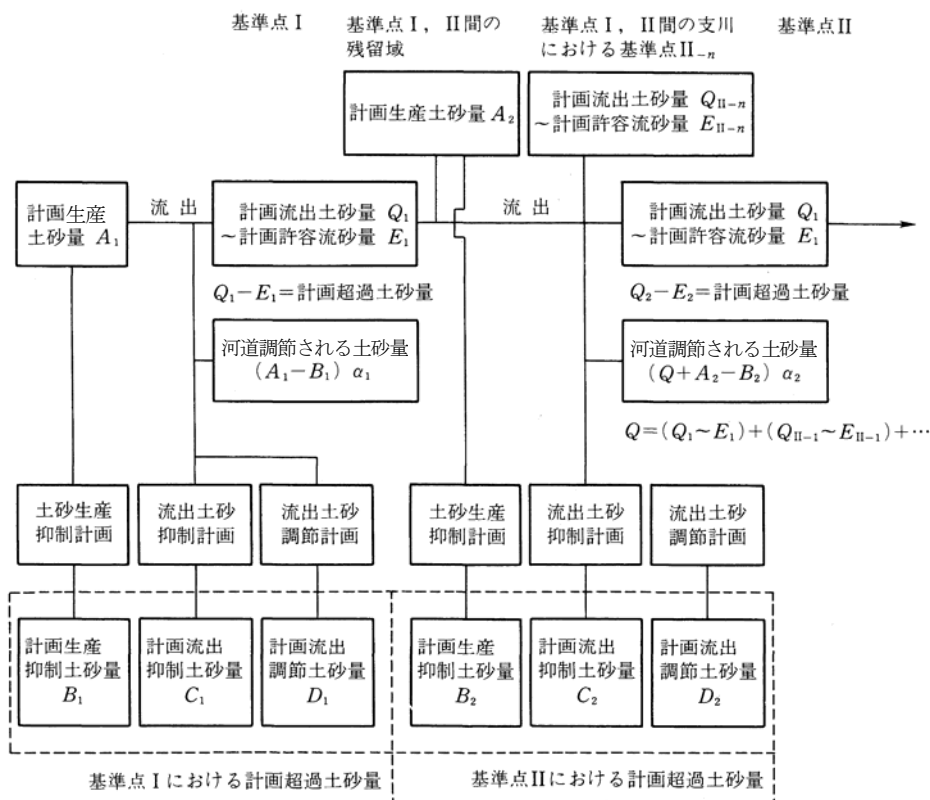 基準点Ⅰ
基準点Ⅰ,Ⅱ間の
残留域
基準点Ⅰ,Ⅱ間の支川
における基準点Ⅱ₋ₙ
基準点Ⅱ
計画生産土砂量 A₂
計画流出土砂量 Q_Ⅱ₋ₙ
~計画許容流砂量 E_Ⅱ₋ₙ
計画生産
土砂量 A₁
流出
計画流出土砂量 Q₁
~計画許容流砂量 E₁
流出
計画流出土砂量 Q₁
~計画許容流砂量 E₁
Q₁−E₁=計画超過土砂量
Q₂−E₂=計画超過土砂量
河道調節される土砂量
(A₁−B₁) α₁
河道調節される土砂量
(Q+A₂−B₂) α₂
Q=(Q₁~E₁)+(Q_Ⅱ₋₁~E_Ⅱ₋₁)+…
土砂生産
抑制計画
流出土砂
抑制計画
流出土砂
調節計画
土砂生産
抑制計画
流出土砂
抑制計画
流出土砂
調節計画
計画生産
抑制土砂量
B₁
計画流出
抑制土砂量
C₁
計画流出
調節土砂量
D₁
計画生産
抑制土砂量
B₂
計画流出
抑制土砂量
C₂
計画流出
調節土砂量
D₂
基準点Ⅰにおける計画超過土砂量
基準点Ⅱにおける計画超過土砂量